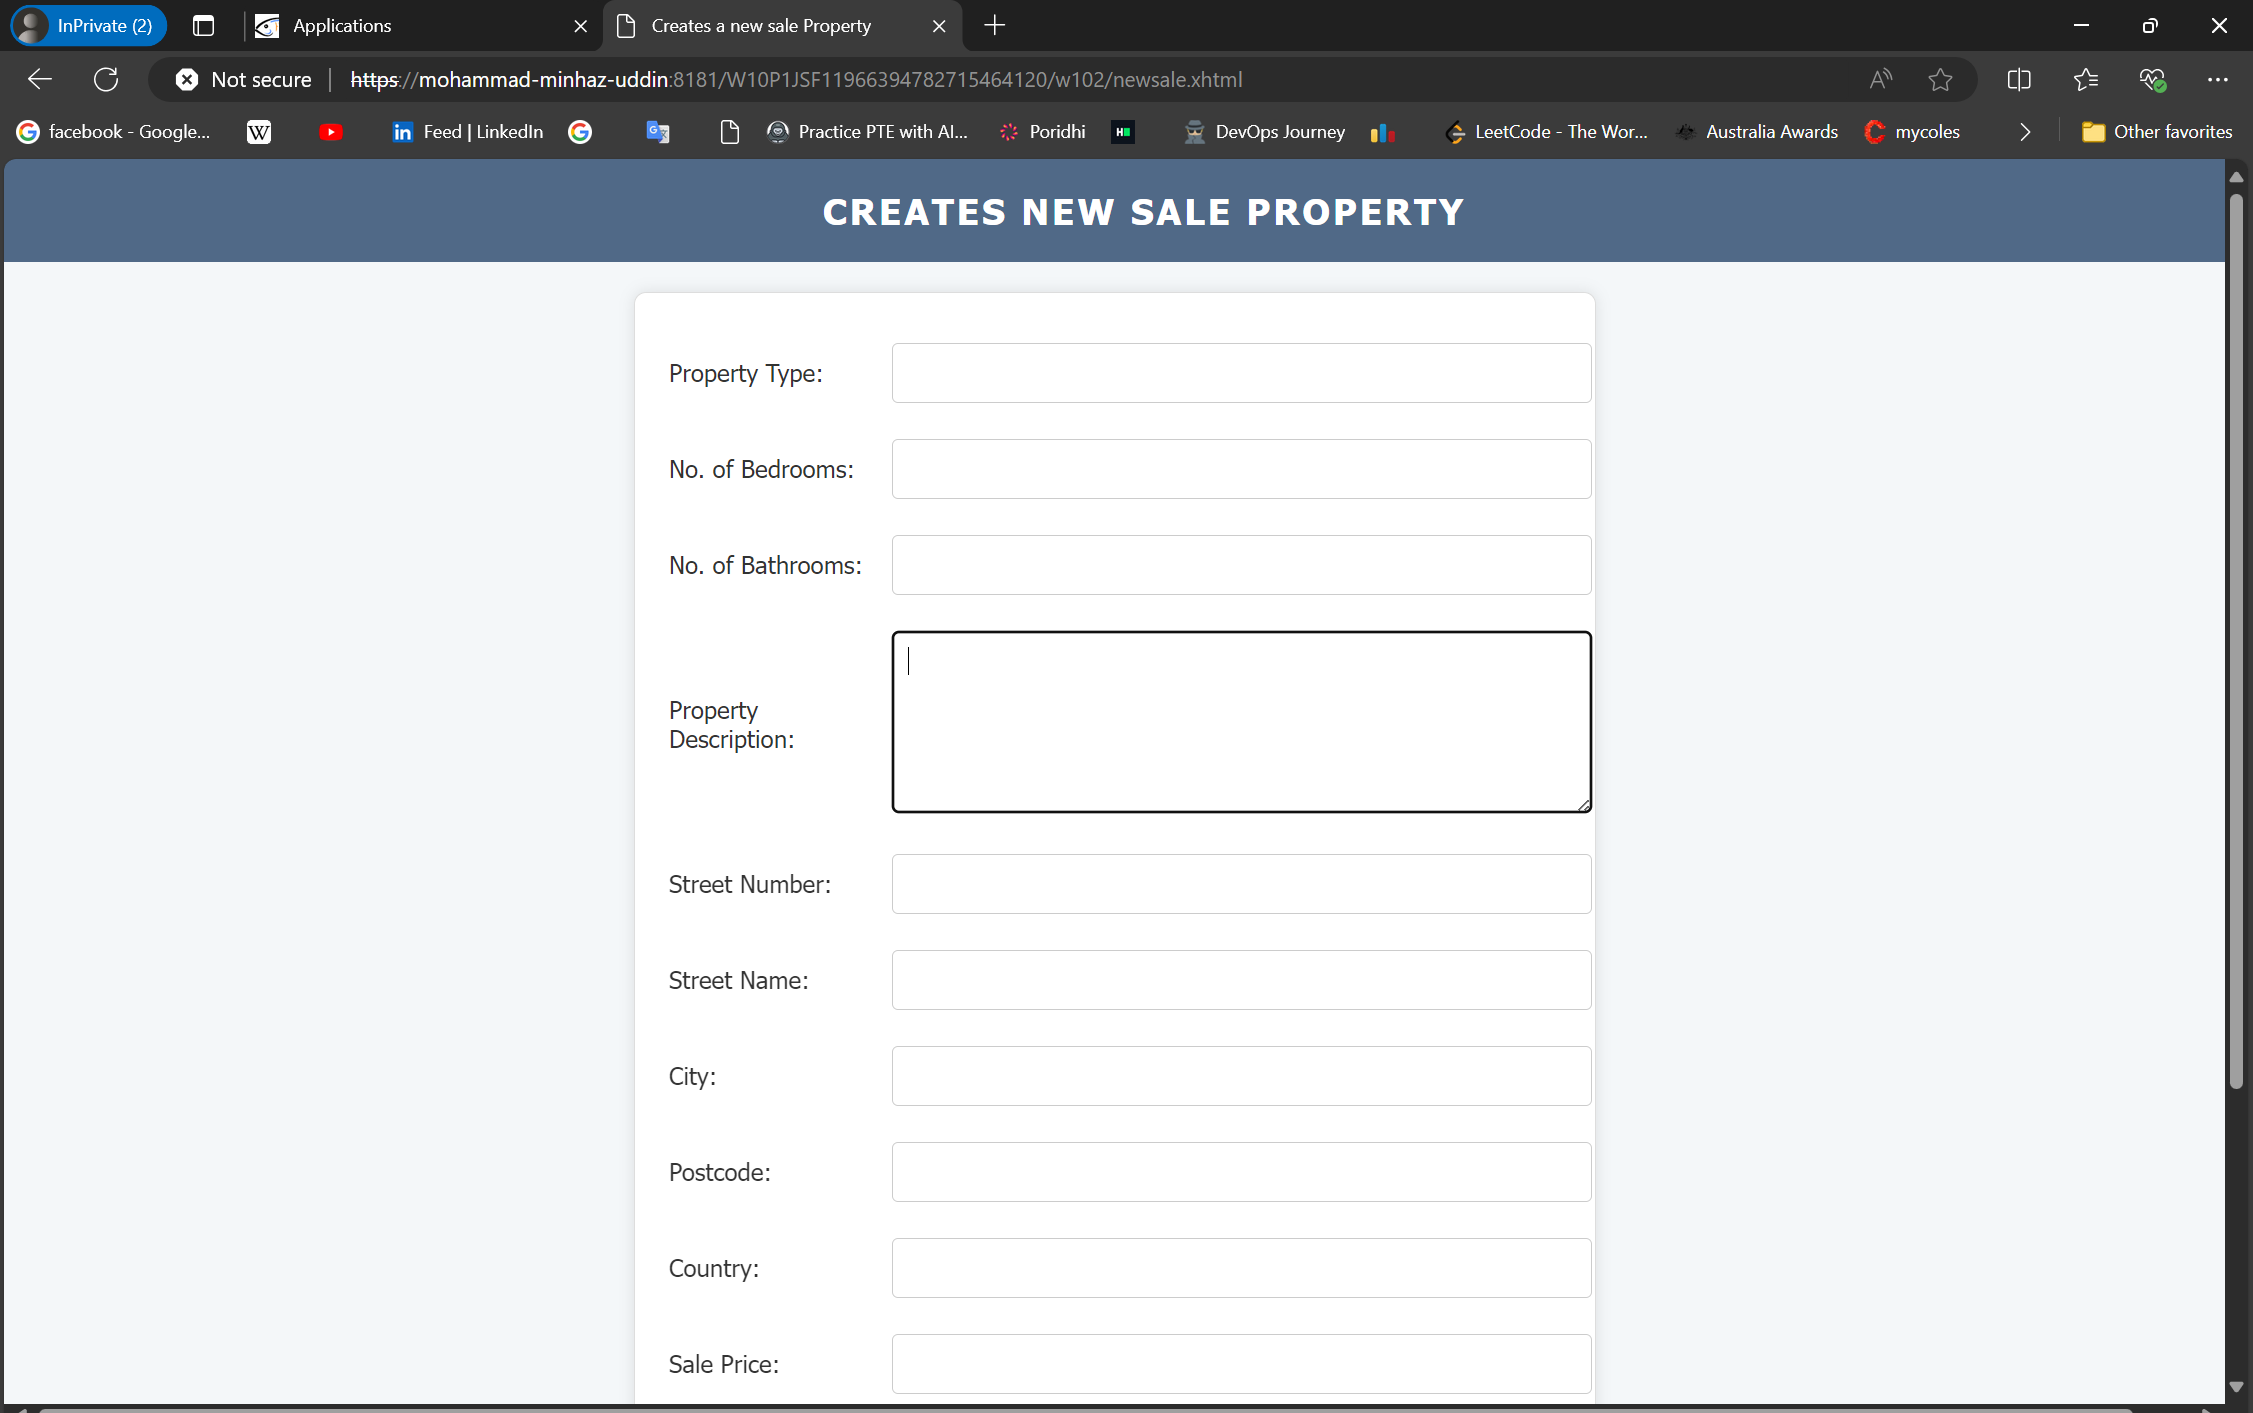 InPrivate (2)
Applications
Creates a new sale Property
Not secure
https://mohammad-minhaz-uddin:8181/W10P1JSF11966394782715464120/w102/newsale.xhtml
facebook - Google...
W
in Feed | LinkedIn
Practice PTE with AI...
Poridhi
DevOps Journey
LeetCode - The Wor...
Australia Awards
mycoles
Other favorites
CREATES NEW SALE PROPERTY
Property Type:
No. of Bedrooms:
No. of Bathrooms:
Property
Description:
Street Number:
Street Name:
City:
Postcode:
Country:
Sale Price: